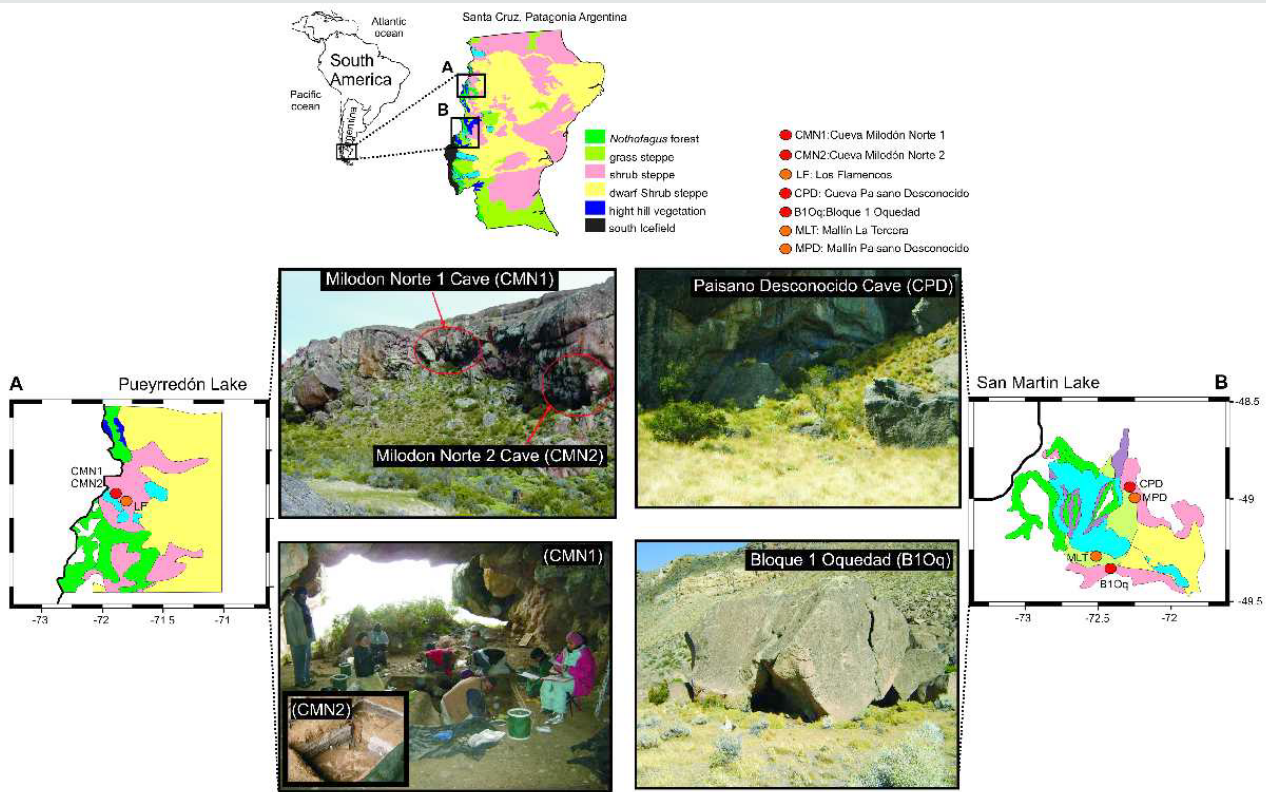 Atlantic
ocean
South
America
Pacific
ocean
Argentina
Santa Cruz, Patagonia Argentina
A
B
Nothofagus forest
grass steppe
shrub steppe
dwarf Shrub steppe
hight hill vegetation
south Icefield
CMN1:Cueva Milodón Norte 1
CMN2:Cueva Milodón Norte 2
LF: Los Flamencos
CPD: Cueva Paisano Desconocido
B1Oq:Bloque 1 Oquedad
MLT: Mallín La Tercera
MPD: Mallín Paisano Desconocido
Milodon Norte 1 Cave (CMN1)
Milodon Norte 2 Cave (CMN2)
Paisano Desconocido Cave (CPD)
A
Pueyrredón Lake
CMN1
CMN2
LF
-73
-72
-71.5
-71
(CMN1)
(CMN2)
Bloque 1 Oquedad (B1Oq)
San Martin Lake
B
-48.5
CPD
-49
MPD
MLT
B1Oq
-49.5
-73
-72.5
-72